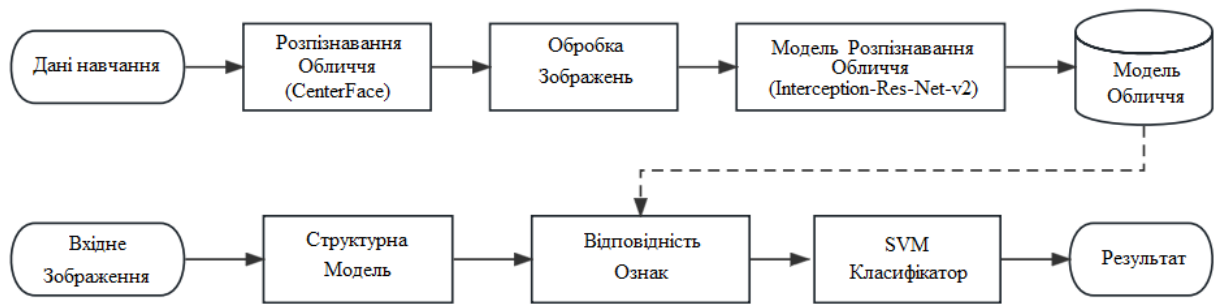 Дані навчання
Розпізнавання
Обличчя
(CenterFace)
Обробка
Зображень
Модель Розпізнавання
Обличчя
(Interception-Res-Net-v2)
Модель
Обличчя
Вхідне
Зображення
Структурна
Модель
Відповідність
Ознак
SVM
Класифікатор
Результат